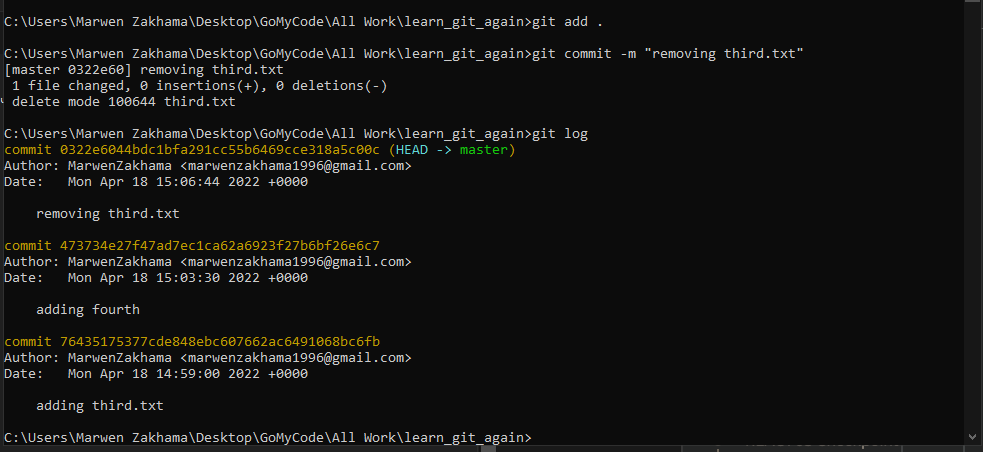 C:\Users\Marwen Zakhama\Desktop\GoMyCode\All Work\learn_git_again>git add .
C:\Users\Marwen Zakhama\Desktop\GoMyCode\All Work\learn_git_again>git commit -m "removing third.txt"
[master 0322e60] removing third.txt
 1 file changed, 0 insertions(+), 0 deletions(-)
 delete mode 100644 third.txt
C:\Users\Marwen Zakhama\Desktop\GoMyCode\All Work\learn_git_again>git log
commit 0322e6044bdc1bfa291cc55b6469cce318a5c00c (HEAD -> master)
Author: MarwenZakhama <marwenzakhama1996@gmail.com>
Date:   Mon Apr 18 15:06:44 2022 +0000
    removing third.txt
commit 473734e27f47ad7ec1ca62a6923f27b6bf26e6c7
Author: MarwenZakhama <marwenzakhama1996@gmail.com>
Date:   Mon Apr 18 15:03:30 2022 +0000
    adding fourth
commit 76435175377cde848ebc607662ac6491068bc6fb
Author: MarwenZakhama <marwenzakhama1996@gmail.com>
Date:   Mon Apr 18 14:59:00 2022 +0000
    adding third.txt
C:\Users\Marwen Zakhama\Desktop\GoMyCode\All Work\learn_git_again>